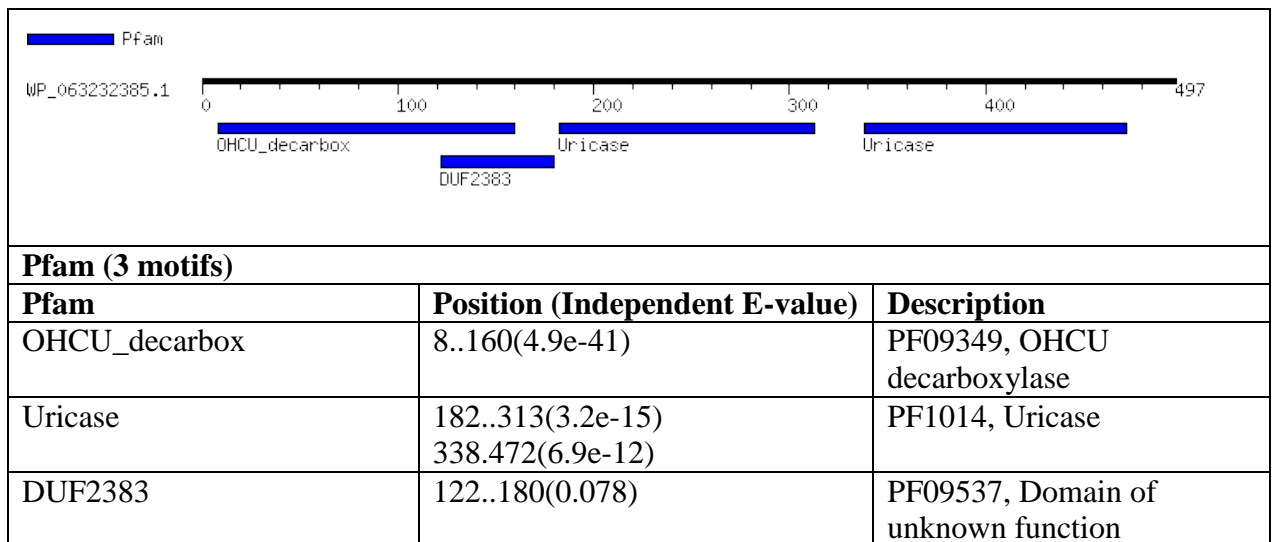 Pfam
WP_063232385.1
497
0 100 200 300 400
OHCU_decarbox Uricase Uricase
DUF2383
Pfam (3 motifs)
Pfam Position (Independent E-value) Description
OHCU_decarbox 8..160(4.9e-41) PF09349, OHCU
decarboxylase
Uricase 182..313(3.2e-15) PF1014, Uricase
338.472(6.9e-12)
DUF2383 122..180(0.078) PF09537, Domain of
unknown function